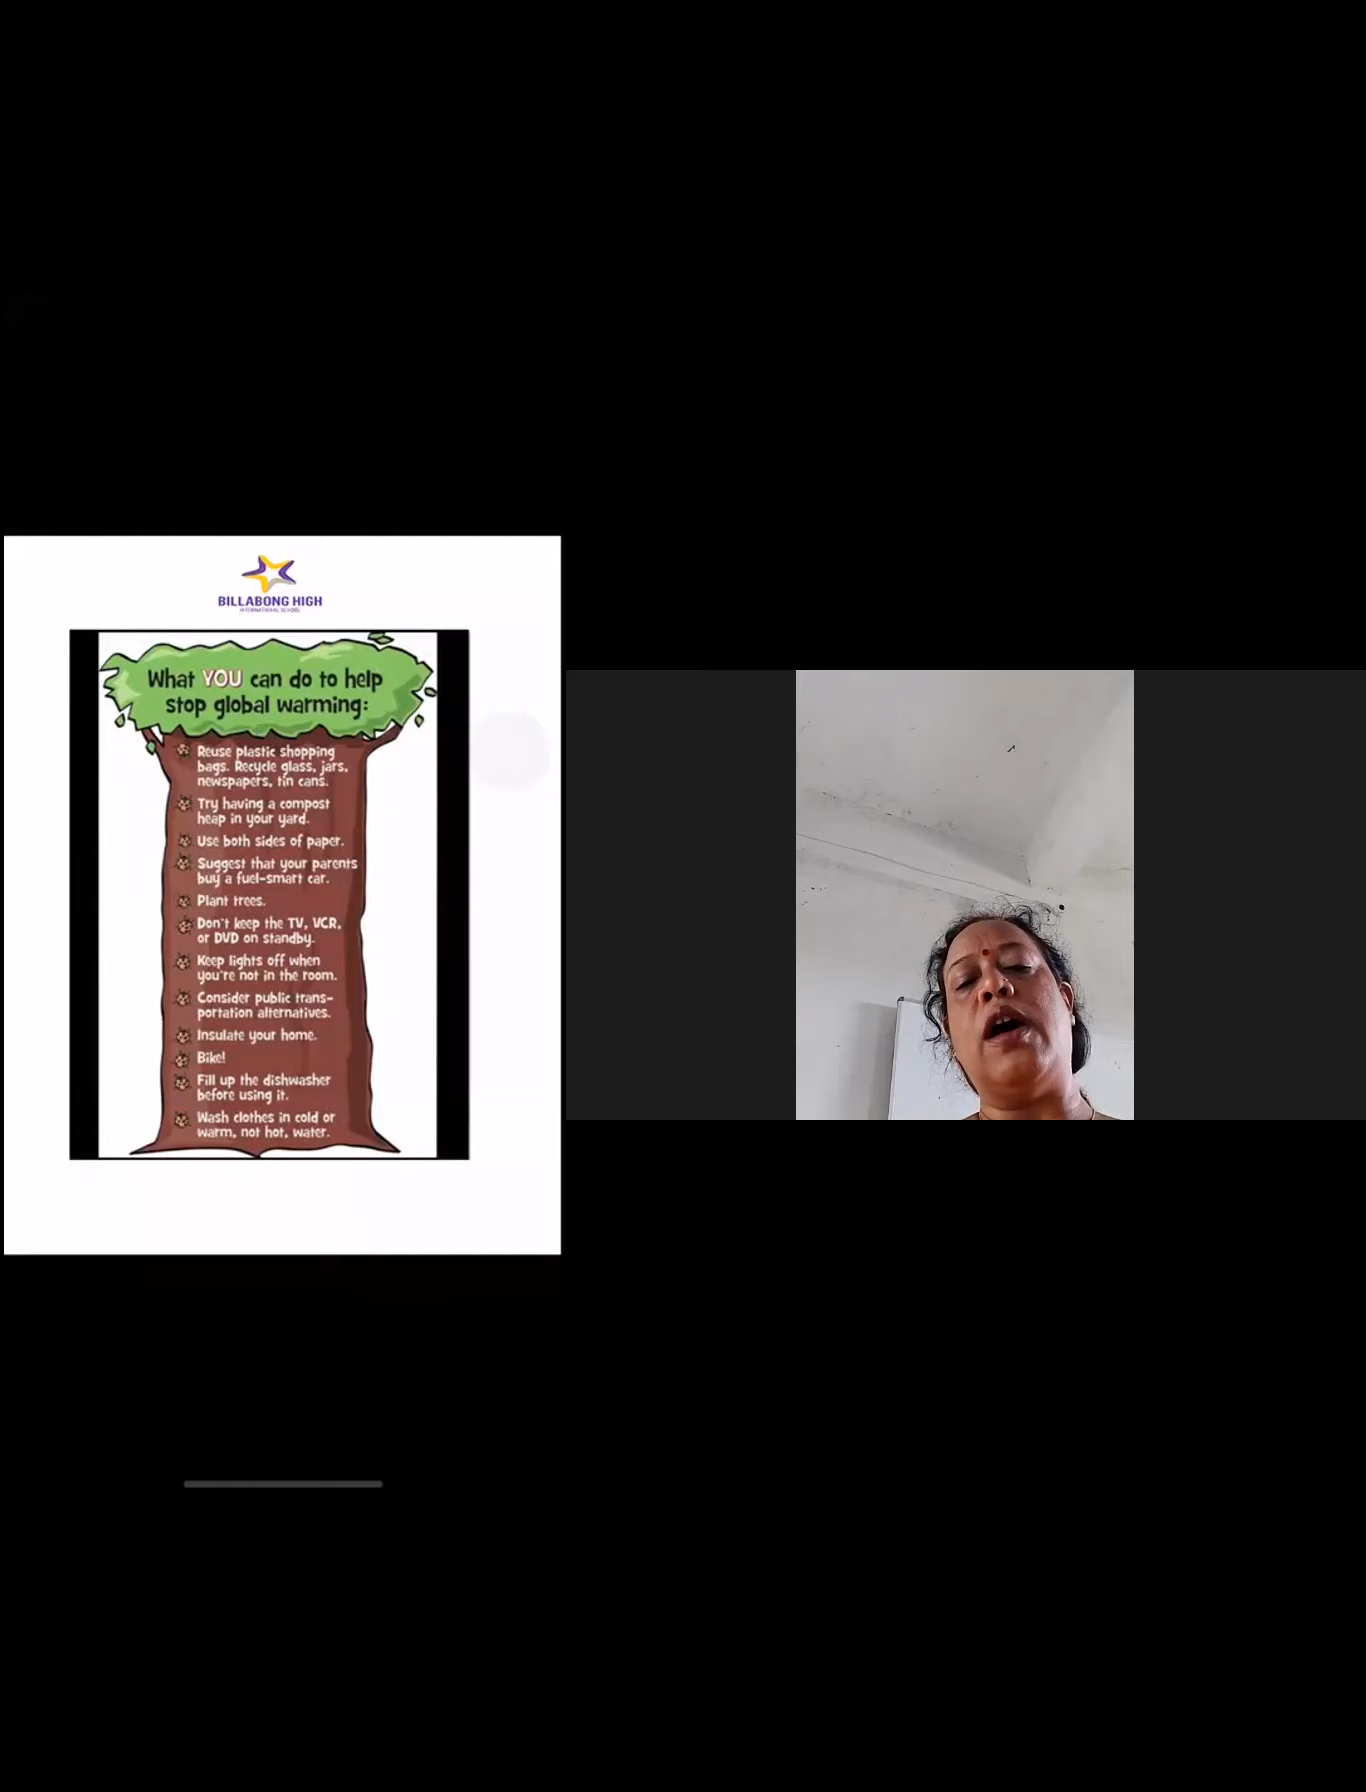 BILLABONG HIGH
INTERNATIONAL SCHOOL
What YOU can do to help
stop global warming:
Reuse plastic shopping
bags. Recycle glass, jars,
newspapers, tin cans.
Try having a compost
heap in your yard.
Use both sides of paper.
Suggest that your parents
buy a fuel-smart car.
Plant trees.
Don't keep the TV, VCR,
or DVD on standby.
Keep lights off when
you're not in the room.
Consider public trans-
portation alternatives.
Insulate your home.
Bike!
Fill up the dishwasher
before using it.
Wash clothes in cold or
warm, not hot, water.